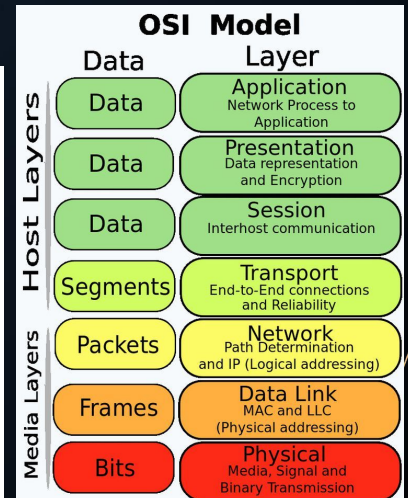 OSI Model
Data
Layer
Host Layers
Data
Application
Network Process to
Application
Data
Presentation
Data representation
and Encryption
Data
Session
Interhost communication
Segments
Transport
End-to-End connections
and Reliability
Media Layers
Packets
Network
Path Determination
and IP (Logical addressing)
Frames
Data Link
MAC and LLC
(Physical addressing)
Bits
Physical
Media, Signal and
Binary Transmission